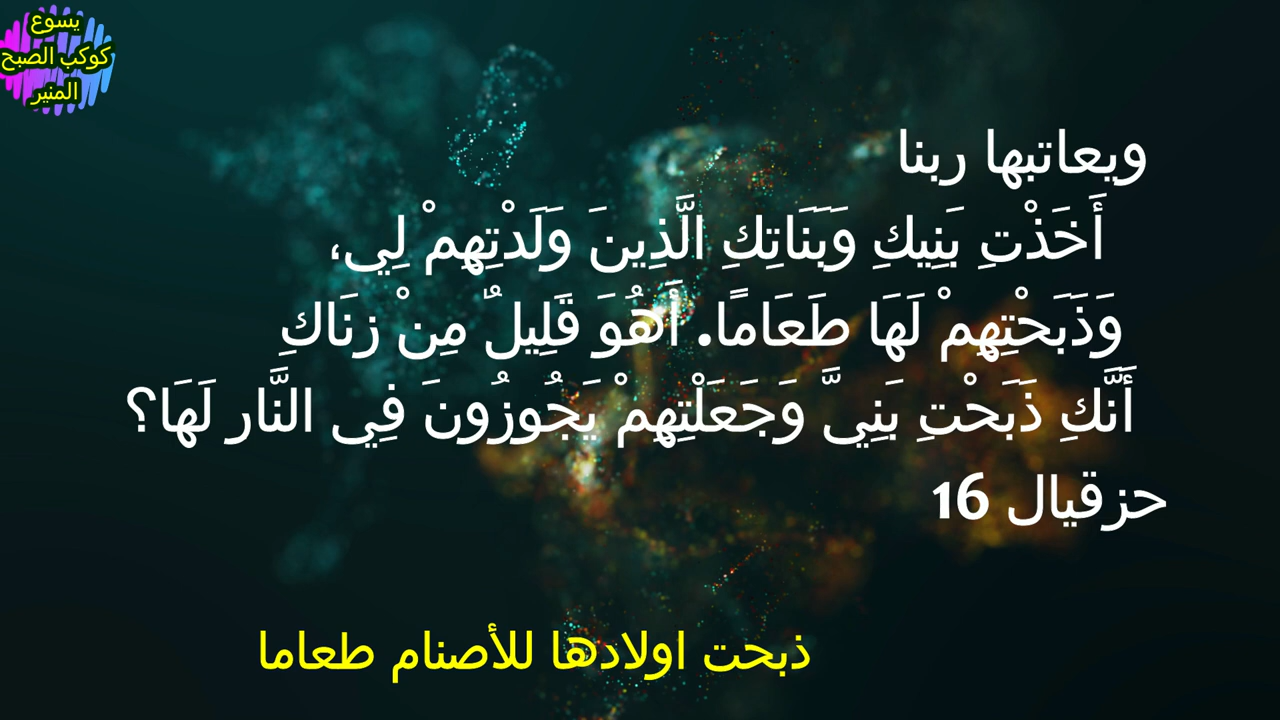 يسوع
كوكب الصبح
المنير
ويعاتبها ربنا
أَخَذْتِ بَنِيكِ وَبَنَاتِكِ الَّذِينَ وَلَدْتِهِمْ لِي،
وَذَبَحْتِهِمْ لَهَا طَعَامًا. أَهُوَ قَلِيلٌ مِنْ زِنَاكِ
أَنَّكِ ذَبَحْتِ بَنِيَّ وَجَعَلْتِهِمْ يَجُوزُونَ فِي النَّارِ لَهَا؟
حزقيال 16
ذبحت اولادها للأصنام طعاما